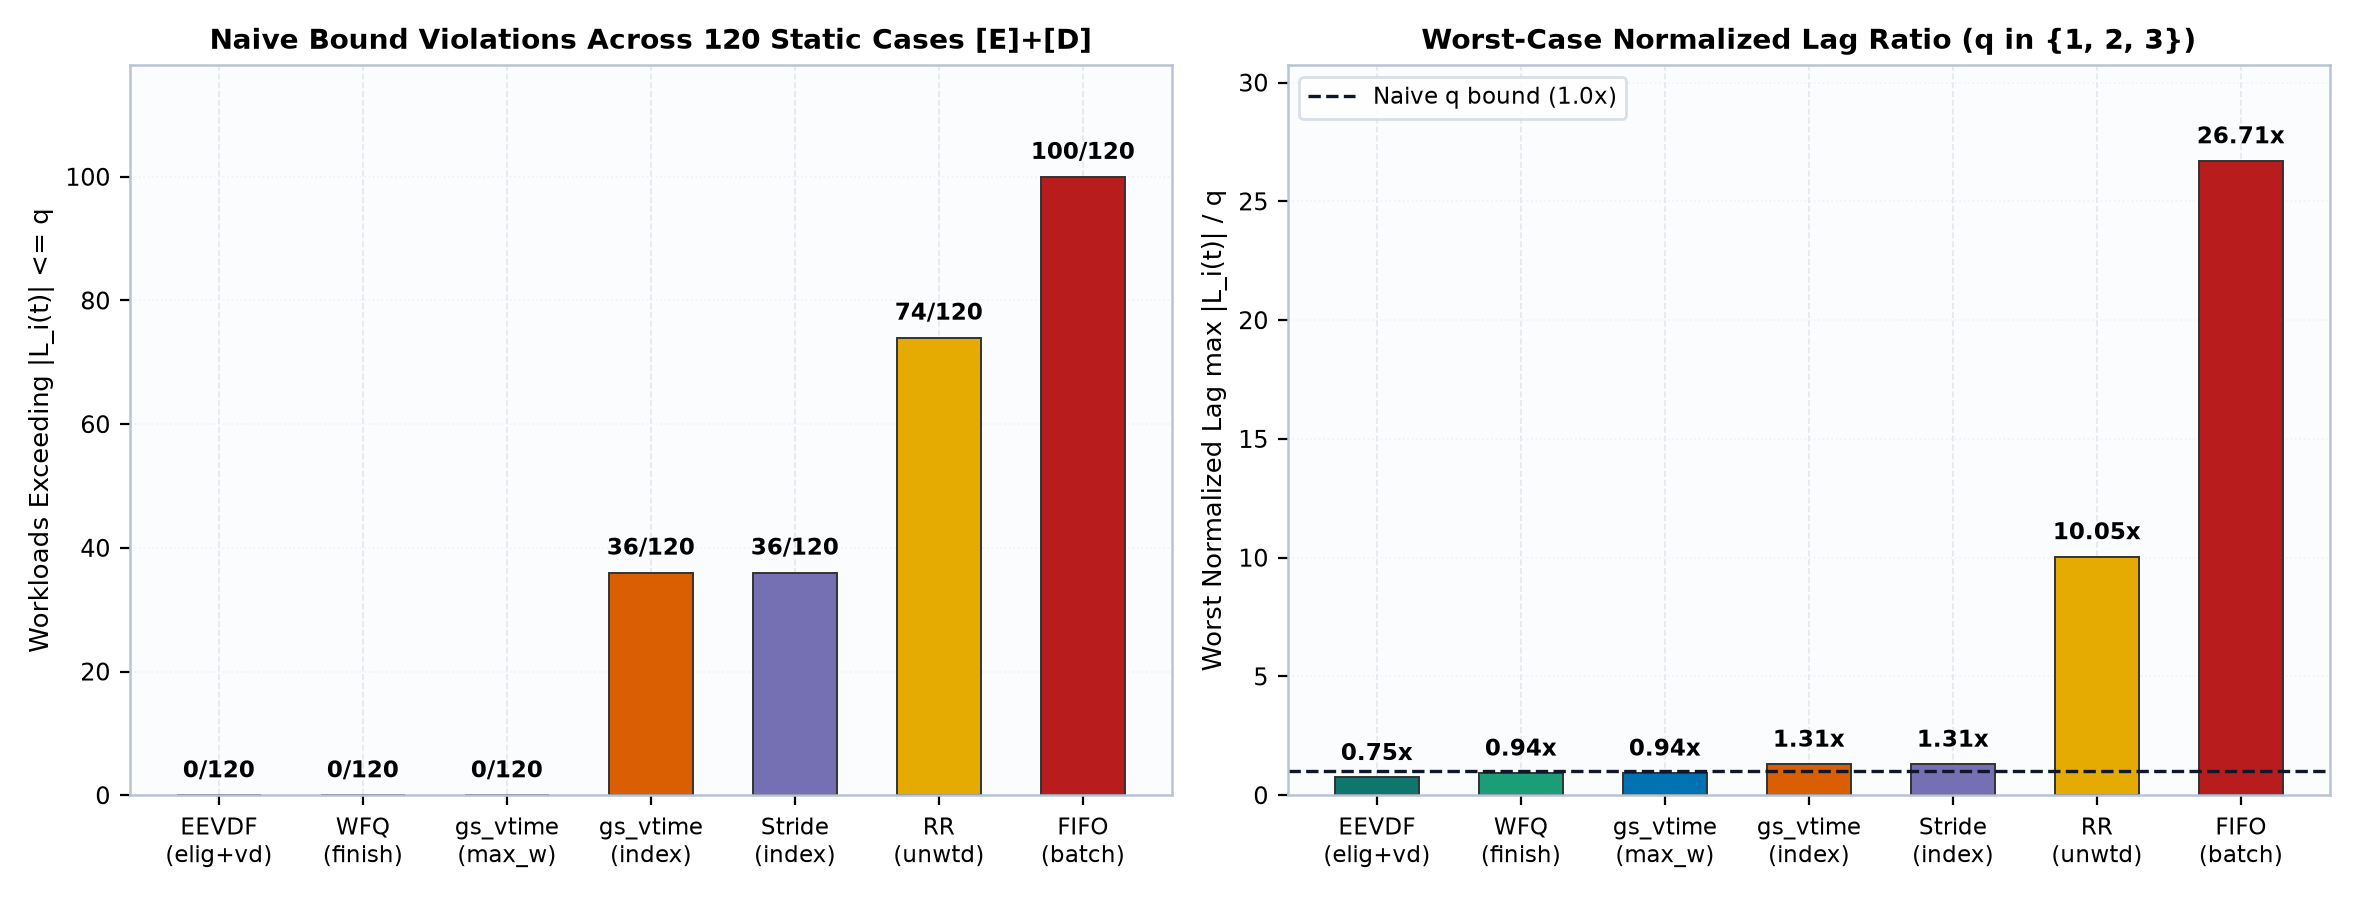 Naive Bound Violations Across 120 Static Cases [E]+[D]
Workloads Exceeding |L_i(t)| <= q
100
80
60
40
20
0
0/120
0/120
0/120
36/120
36/120
74/120
100/120
EEVDF
(elig+vd)
WFQ
(finish)
gs_vtime
(max_w)
gs_vtime
(index)
Stride
(index)
RR
(unwtd)
FIFO
(batch)
Worst-Case Normalized Lag Ratio (q in {1, 2, 3})
Naive q bound (1.0x)
Worst Normalized Lag max |L_i(t)| / q
30
25
20
15
10
5
0
0.75x
0.94x
0.94x
1.31x
1.31x
10.05x
26.71x
EEVDF
(elig+vd)
WFQ
(finish)
gs_vtime
(max_w)
gs_vtime
(index)
Stride
(index)
RR
(unwtd)
FIFO
(batch)